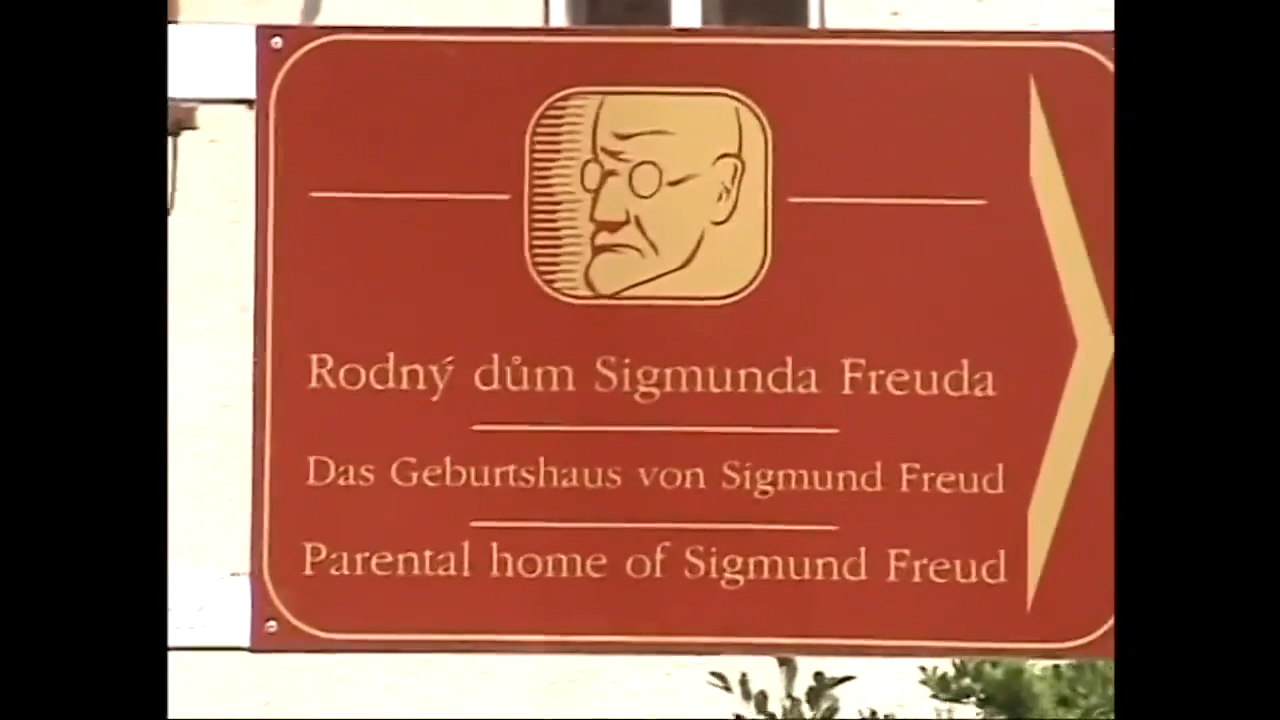 Rodný dům Sigmunda Freuda
Das Geburtshaus von Sigmund Freud
Parental home of Sigmund Freud